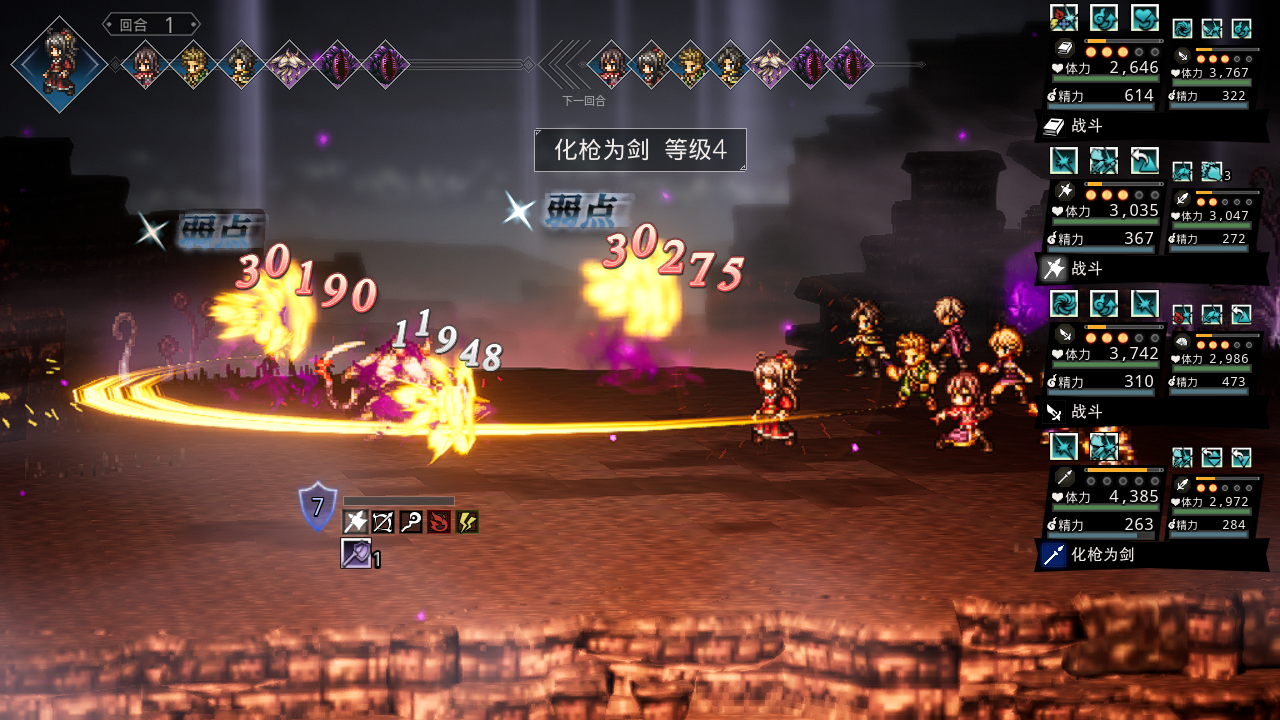 回合 1
下一回合
化枪为剑 等级4
弱点
弱点
30190
30275
11948
7
1
体力 2,646
精力 614
体力 3,767
精力 322
战斗
3
体力 3,035
精力 367
体力 3,047
精力 272
战斗
体力 3,742
精力 310
体力 2,986
精力 473
战斗
体力 4,385
精力 263
体力 2,972
精力 284
化枪为剑